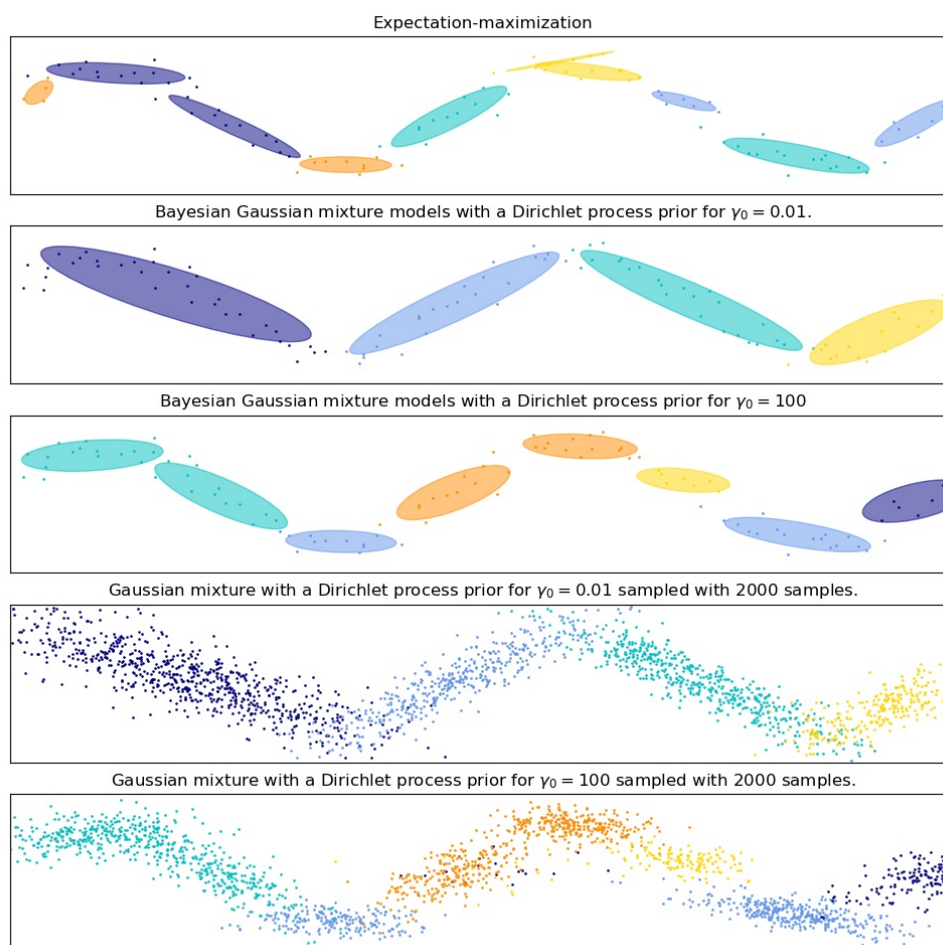 Expectation-maximization
Bayesian Gaussian mixture models with a Dirichlet process prior for γ₀ = 0.01.
Bayesian Gaussian mixture models with a Dirichlet process prior for γ₀ = 100
Gaussian mixture with a Dirichlet process prior for γ₀ = 0.01 sampled with 2000 samples.
Gaussian mixture with a Dirichlet process prior for γ₀ = 100 sampled with 2000 samples.